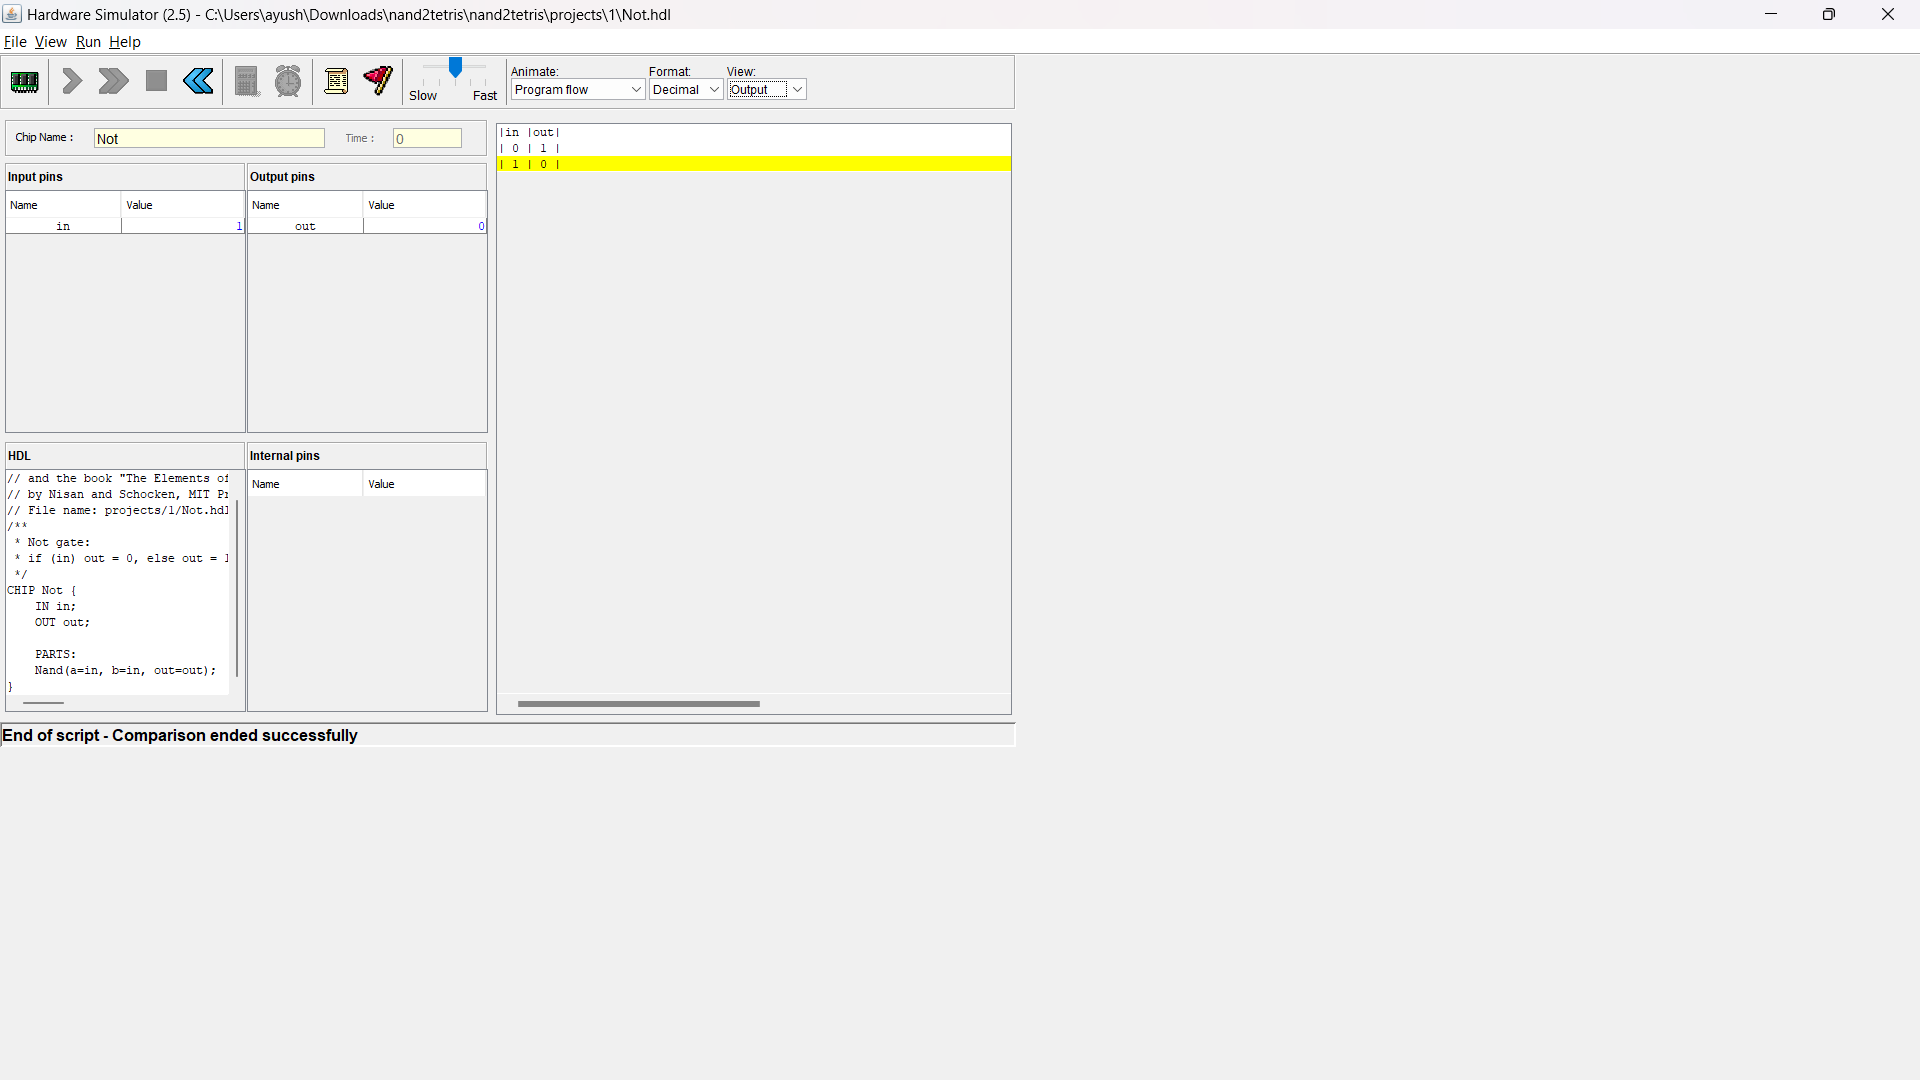 Hardware Simulator (2.5) - C:\Users\ayush\Downloads\nand2tetris\nand2tetris\projects\1\Not.hdl
File View Run Help
Slow Fast
Animate: Format: View:
Program flow Decimal Output
Chip Name : Not Time : 0
Input pins Output pins
Name Value Name Value
in 1 out 0
|in |out|
| 0 | 1 |
| 1 | 0 |
HDL Internal pins
Name Value
// and the book "The Elements of
// by Nisan and Schocken, MIT Pr
// File name: projects/1/Not.hdl
/**
* Not gate:
* if (in) out = 0, else out = 1
*/
CHIP Not {
IN in;
OUT out;
PARTS:
Nand(a=in, b=in, out=out);
}
End of script - Comparison ended successfully